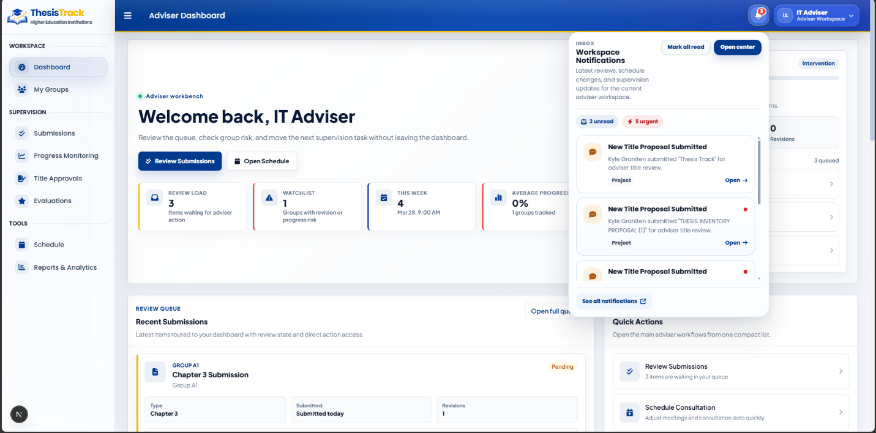 ThesisTrack
Higher Education Institutions
Adviser Dashboard
IA
IT Adviser
Adviser Workspace
WORKSPACE
Dashboard
My Groups
SUPERVISION
Submissions
Progress Monitoring
Title Approvals
Evaluations
TOOLS
Schedule
Reports & Analytics
N
Adviser workbench
Welcome back, IT Adviser
Review the queue, check group risk, and move the next supervision task without leaving the dashboard.
Review Submissions
Open Schedule
REVIEW LOAD
3
Items waiting for adviser
action
WATCHLIST
1
Groups with revision or
progress risk
THIS WEEK
4
Mar 28, 9:00 AM
AVERAGE PROGRESS
0%
1 groups tracked
INBOX
Workspace
Notifications
Latest reviews, schedule
changes, and supervision
updates for the current
adviser workspace.
Mark all read
Open center
3 unread
5 urgent
New Title Proposal Submitted
Kyle Graniten submitted "Thesis Track" for
adviser title review.
Project
Open →
New Title Proposal Submitted
Kyle Graniten submitted "THESIS INVENTORY
PROPOSAL (1)" for adviser title review.
Project
Open →
New Title Proposal Submitted
See all notifications
Intervention
ms.
0
Revisions
3 queued
REVIEW QUEUE
Recent Submissions
Latest items routed to your dashboard with review state and direct action access.
Open full que
GROUP A1
Chapter 3 Submission
Group A1
Pending
Type
Chapter 3
Submitted
Submitted today
Revisions
1
Quick Actions
Open the main adviser workflows from one compact list.
Review Submissions
3 items are waiting in your queue
Schedule Consultation
Adjust meetings and consultation slots quickly